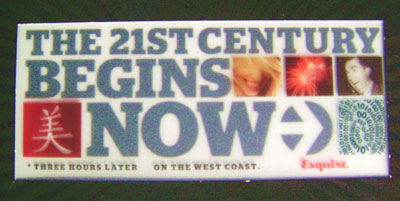 THE 21ST CENTURY
BEGINS
美 NOW
* THREE HOURS LATER ON THE WEST COAST. Esquire